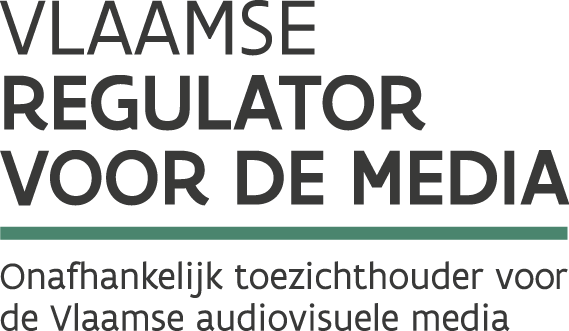 VLAAMSE
REGULATOR
VOOR DE MEDIA
Onafhankelijk toezichthouder voor
de Vlaamse audiovisuele media